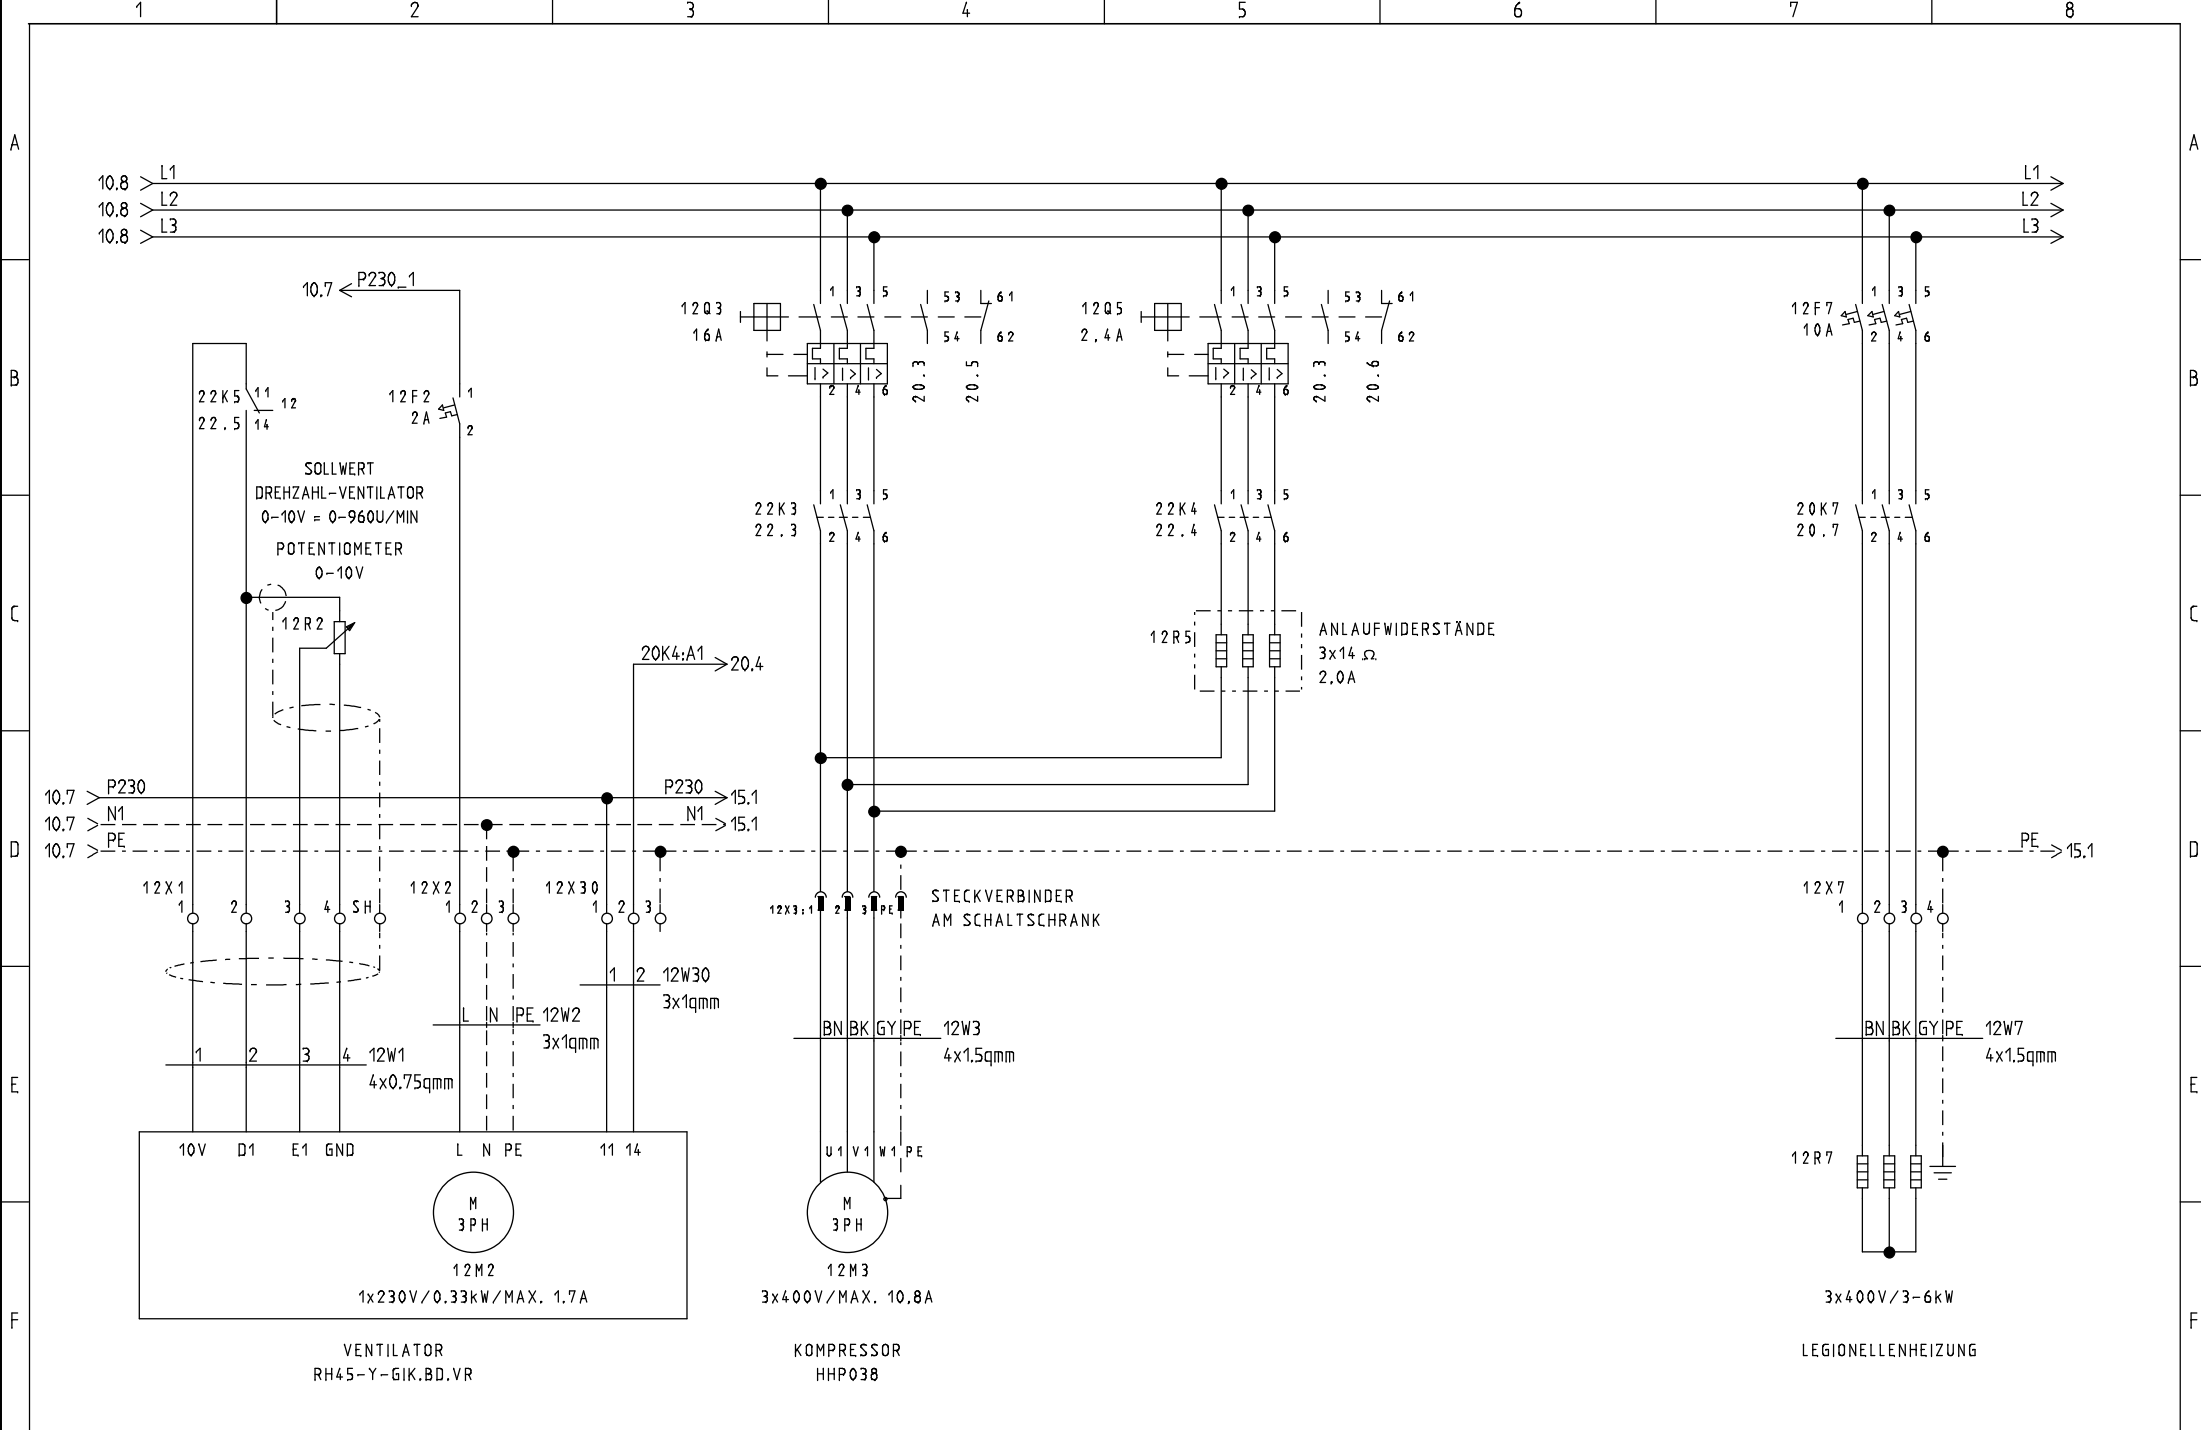 1 2 3 4 5 6 7 8
A A
10.8 L1 L1
10.8 L2 L2
10.8 L3 L3
10.7 P230_1
12Q3 1 3 5 53 61
16A 54 62
2 4 6 20.3 20.5
12Q5 1 3 5 53 61
2,4A 54 62
2 4 6 20.3 20.6
12F7 1 3 5
10A 2 4 6
I> I> I> I> I> I>
B B
22K5 11 12
22.5 14
12F2 1
2A 2
SOLLWERT
DREHZAHL-VENTILATOR
0-10V = 0-960U/MIN
POTENTIOMETER
0-10V
22K3 1 3 5
22.3 2 4 6
22K4 1 3 5
22.4 2 4 6
20K7 1 3 5
20.7 2 4 6
C C
12R2
20K4:A1 20.4
12R5
ANLAUFWIDERSTÄNDE
3x14 Ω
2,0A
10.7 P230 P230 15.1
10.7 N1 N1 15.1
10.7 PE PE 15.1
D D
12X1 1 2 3 4 SH
12X2 1 2 3
12X30 1 2 3
12X3:1 2 3 PE
STECKVERBINDER
AM SCHALTSCHRANK
12X7 1 2 3 4
1 2 12W30
3x1qmm
L N PE 12W2
3x1qmm
1 2 3 4 12W1
4x0.75qmm
BN BK GY PE 12W3
4x1.5qmm
BN BK GY PE 12W7
4x1.5qmm
E E
10V D1 E1 GND L N PE 11 14
U1 V1 W1 PE
12R7
M
3PH
12M2
1x230V/0.33kW/MAX. 1.7A
M
3PH
12M3
3x400V/MAX. 10,8A
3x400V/3-6kW
F F
VENTILATOR
RH45-Y-GIK.BD.VR
KOMPRESSOR
HHP038
LEGIONELLENHEIZUNG